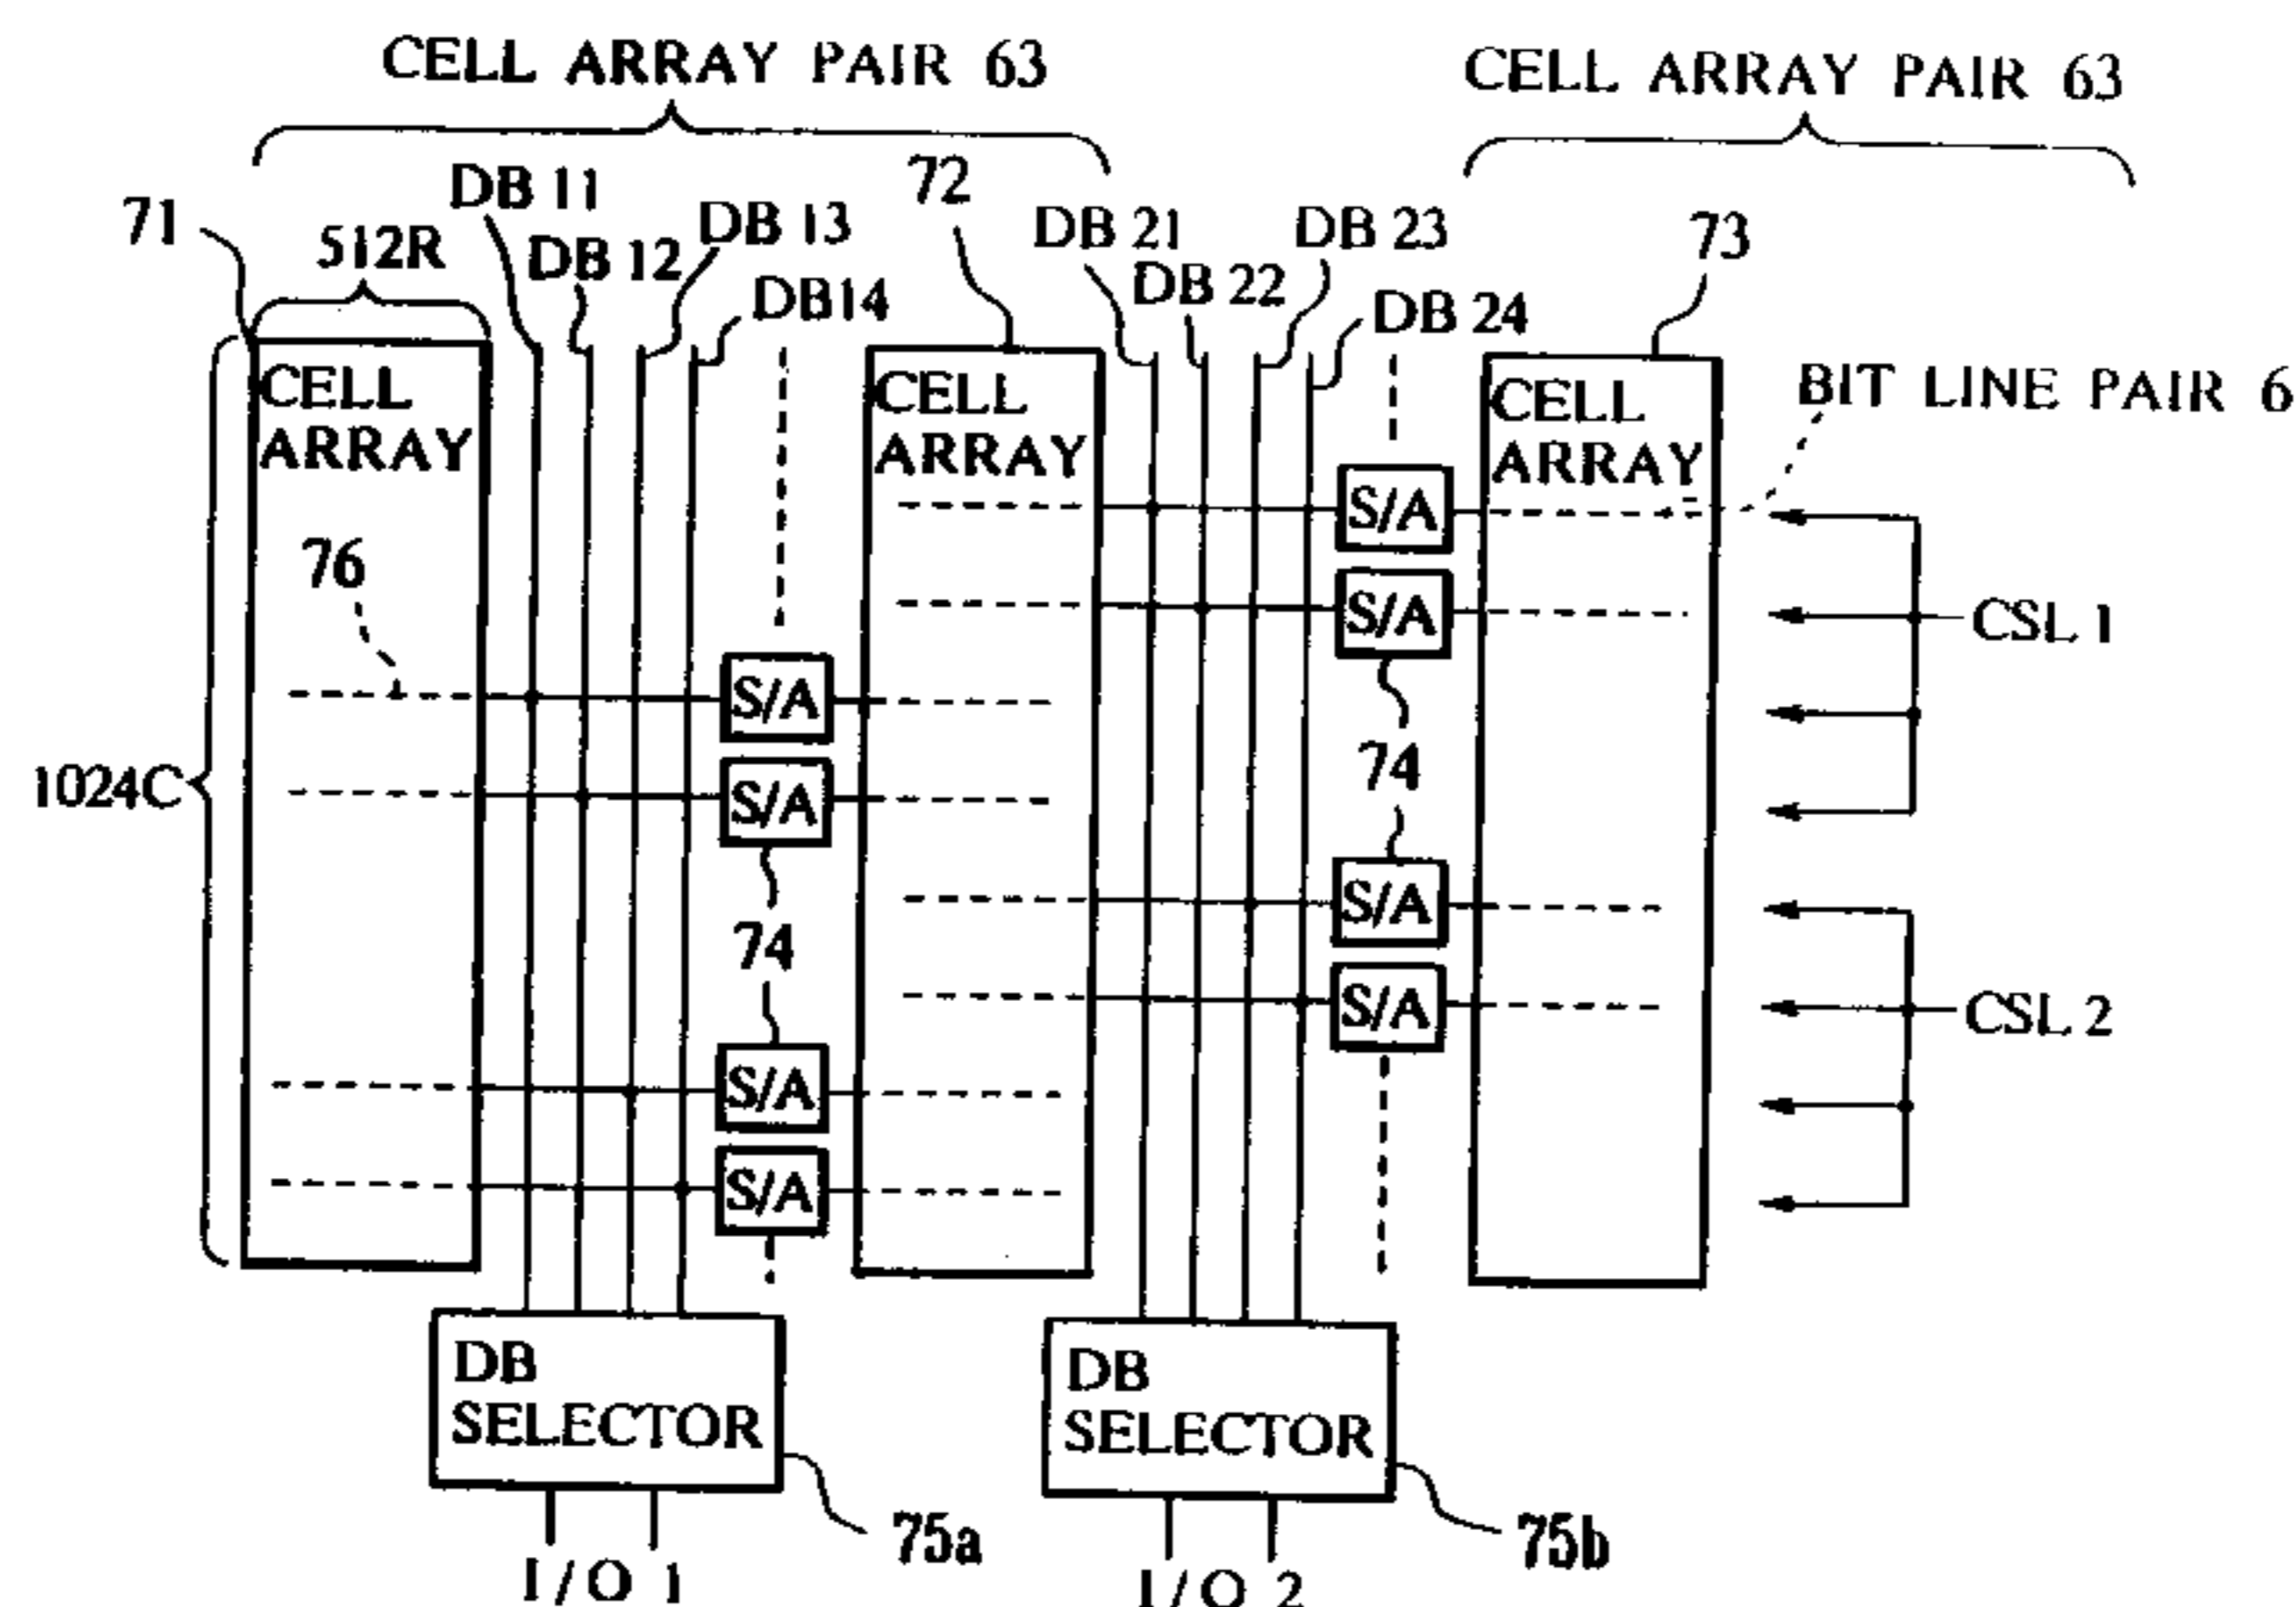 CELL ARRAY PAIR 63
CELL ARRAY PAIR 63
71
512R
DB 11
DB 12
DB 13
DB14
72
DB 21
DB 22
DB 23
DB 24
73
CELL
ARRAY
CELL
ARRAY
CELL
ARRAY
BIT LINE PAIR 6
S/A
S/A
76
CSL 1
S/A
S/A
1024C
74
74
S/A
S/A
CSL 2
S/A
S/A
DB
SELECTOR
DB
SELECTOR
75a
75b
I/O 1
I/O 2